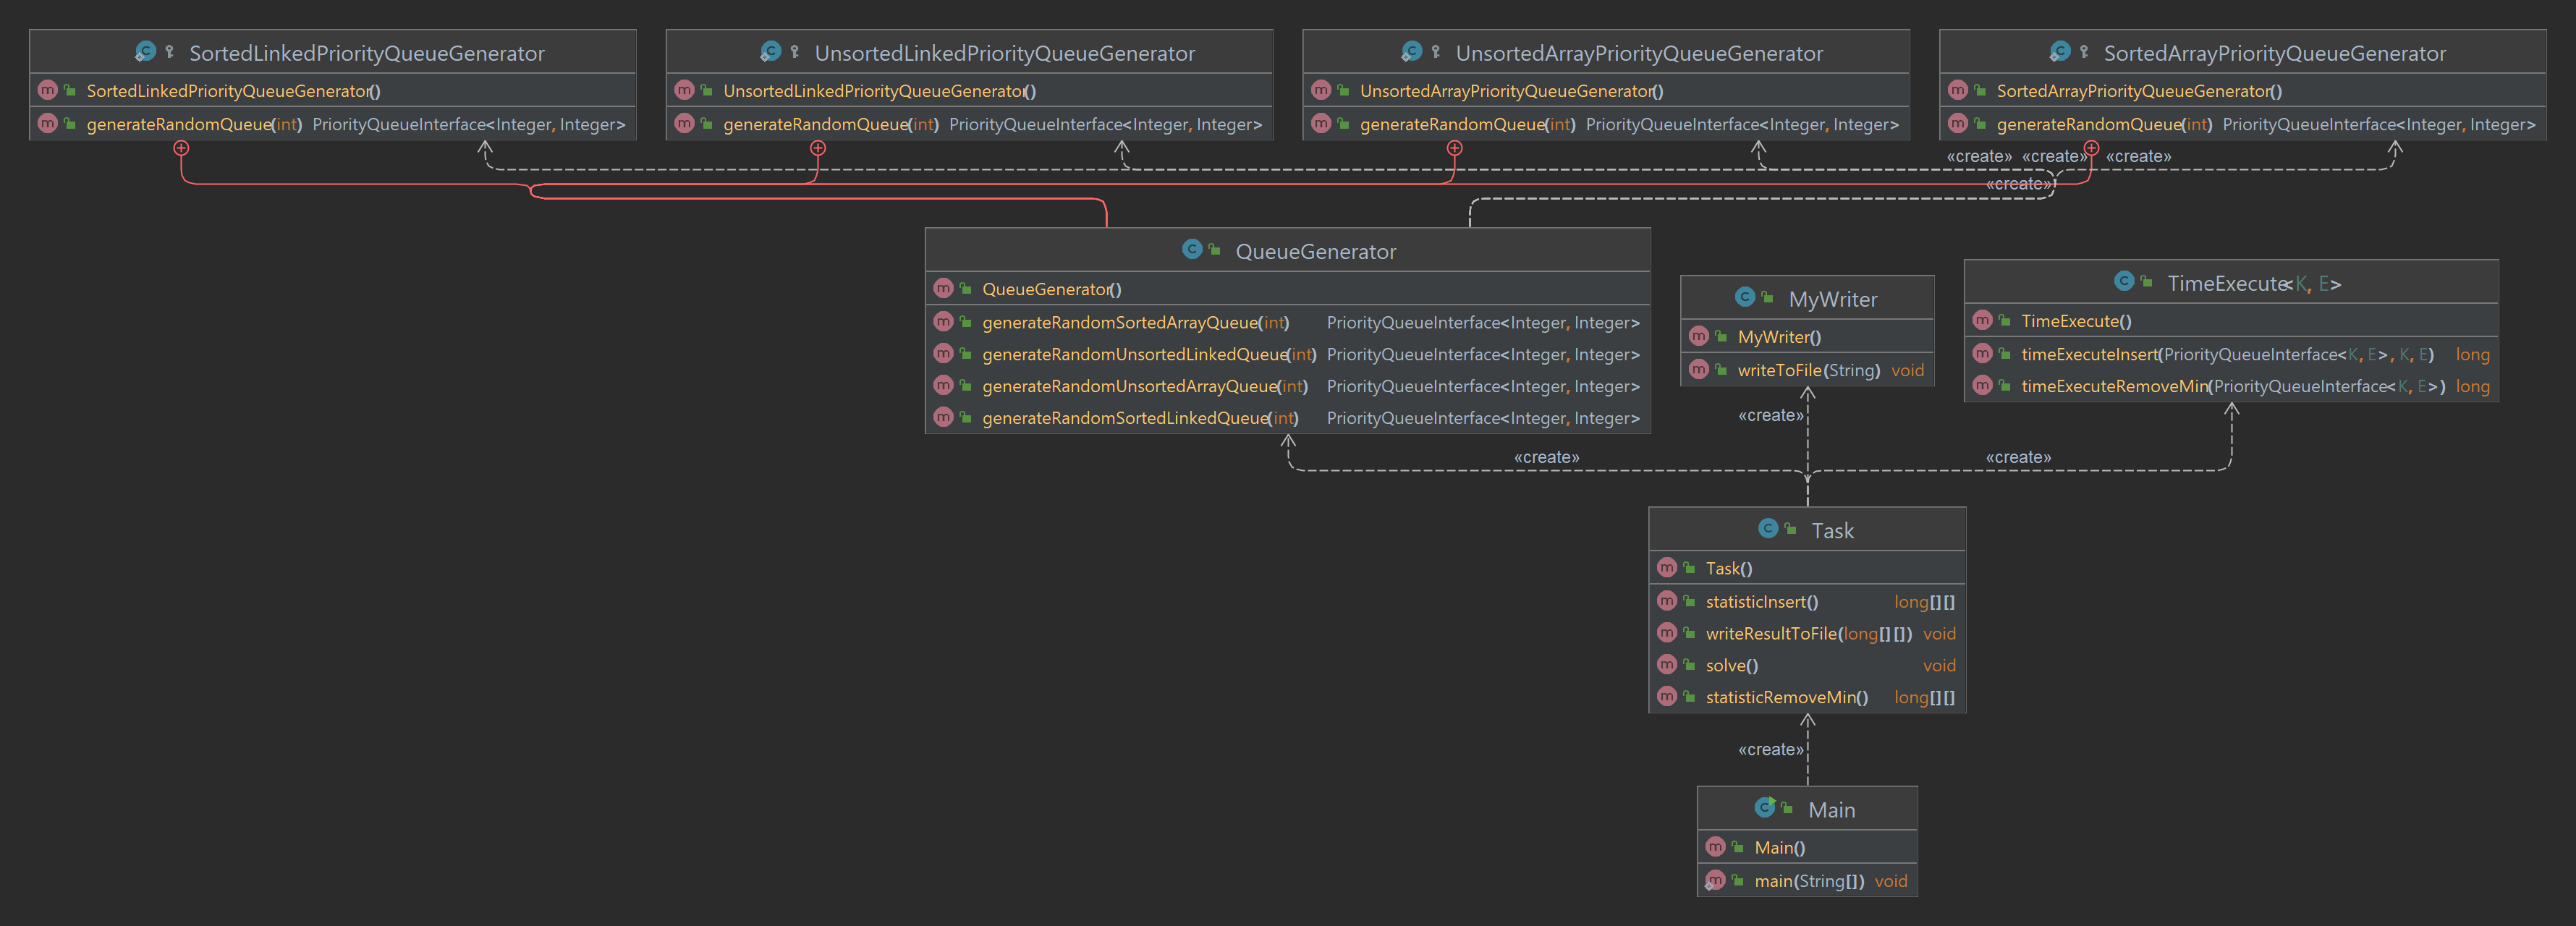 SortedLinkedPriorityQueueGenerator
SortedLinkedPriorityQueueGenerator()
generateRandomQueue(int) PriorityQueueInterface<Integer, Integer>
UnsortedLinkedPriorityQueueGenerator
UnsortedLinkedPriorityQueueGenerator()
generateRandomQueue(int) PriorityQueueInterface<Integer, Integer>
UnsortedArrayPriorityQueueGenerator
UnsortedArrayPriorityQueueGenerator()
generateRandomQueue(int) PriorityQueueInterface<Integer, Integer>
SortedArrayPriorityQueueGenerator
SortedArrayPriorityQueueGenerator()
generateRandomQueue(int) PriorityQueueInterface<Integer, Integer>
«create» «create» «create»
«create»
QueueGenerator
QueueGenerator()
generateRandomSortedArrayQueue(int) PriorityQueueInterface<Integer, Integer>
generateRandomUnsortedLinkedQueue(int) PriorityQueueInterface<Integer, Integer>
generateRandomUnsortedArrayQueue(int) PriorityQueueInterface<Integer, Integer>
generateRandomSortedLinkedQueue(int) PriorityQueueInterface<Integer, Integer>
MyWriter
MyWriter()
writeToFile(String) void
TimeExecute<K, E>
TimeExecute()
timeExecuteInsert(PriorityQueueInterface<K, E>, K, E) long
timeExecuteRemoveMin(PriorityQueueInterface<K, E>) long
«create»
«create»
«create»
Task
Task()
statisticInsert() long[][]
writeResultToFile(long[][]) void
solve() void
statisticRemoveMin() long[][]
«create»
Main
Main()
main(String[]) void